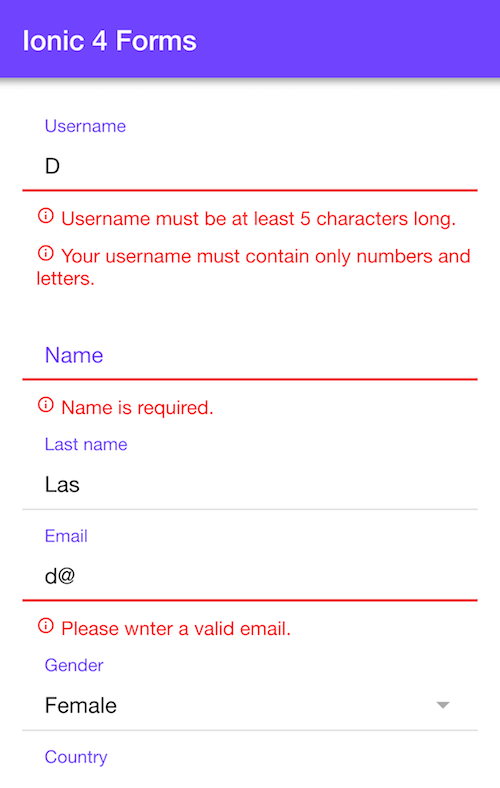 Ionic 4 Forms
Username
D
Username must be at least 5 characters long.
Your username must contain only numbers and
letters.
Name
Name is required.
Last name
Las
Email
d@
Please wnter a valid email.
Gender
Female
Country